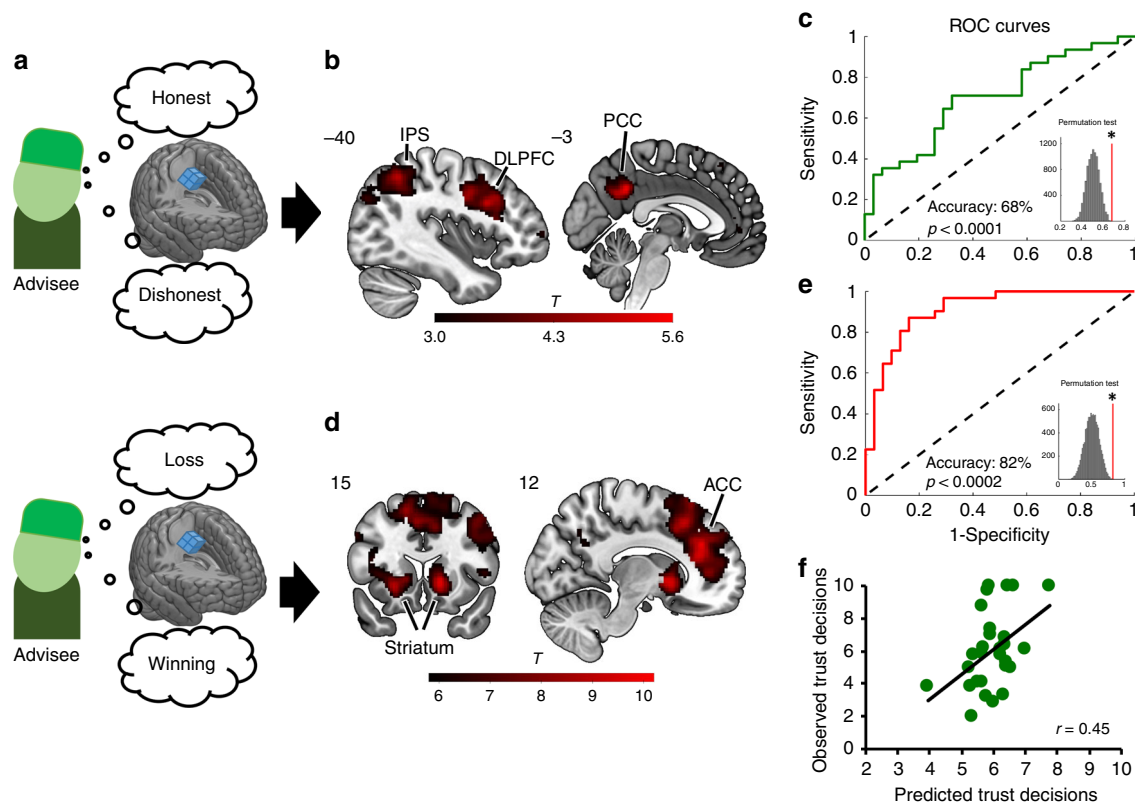 a
Honest
Advisee
Dishonest
b
–40
IPS
DLPFC
–3
PCC
T
3.0
4.3
5.6
c
ROC curves
Sensitivity
1
0.8
0.6
0.4
0.2
0
0
0.2
0.4
0.6
0.8
1
Accuracy: 68%
p < 0.0001
Permutation test
*
1200
800
400
0.2
0.4
0.6
0.8
Loss
Advisee
Winning
d
15
12
ACC
Striatum
T
6
7
8
9
10
e
Sensitivity
1
0.8
0.6
0.4
0.2
0
0
0.2
0.4
0.6
0.8
1
1-Specificity
Accuracy: 82%
p < 0.0002
Permutation test
*
600
400
200
0
0.5
1
f
Observed trust decisions
10
8
6
4
2
0
2
3
4
5
6
7
8
9
10
Predicted trust decisions
r = 0.45